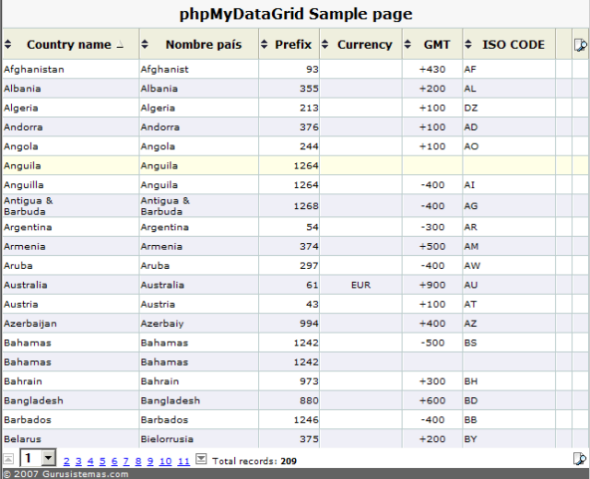 phpMyDataGrid Sample page
Country name Nombre país Prefix Currency GMT ISO CODE
Afghanistan Afghanist 93 +430 AF
Albania Albania 355 +200 AL
Algeria Algeria 213 +100 DZ
Andorra Andorra 376 +100 AD
Angola Angola 244 +100 AO
Anguila Anguila 1264
Anguilla Anguila 1264 -400 AI
Antigua & Barbuda Antigua & Barbuda 1268 -400 AG
Argentina Argentina 54 -300 AR
Armenia Armenia 374 +500 AM
Aruba Aruba 297 -400 AW
Australia Australia 61 EUR +900 AU
Austria Austria 43 +100 AT
Azerbaijan Azerbaiy 994 +400 AZ
Bahamas Bahamas 1242 -500 BS
Bahamas Bahamas 1242
Bahrain Bahrain 973 +300 BH
Bangladesh Bangladesh 880 +600 BD
Barbados Barbados 1246 -400 BB
Belarus Bielorrusia 375 +200 BY
1 2 3 4 5 6 7 8 9 10 11 Total records: 209
© 2007 Gurusistemas.com